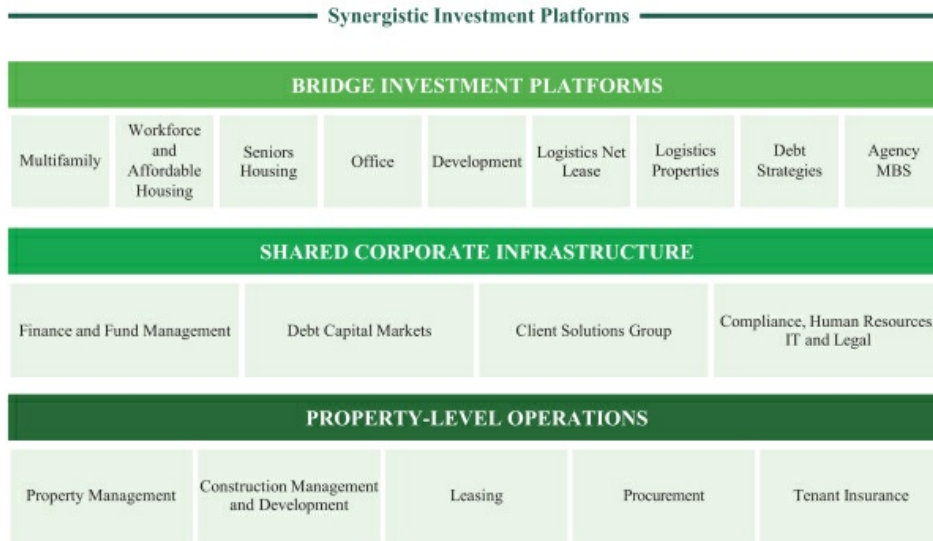 Synergistic Investment Platforms
BRIDGE INVESTMENT PLATFORMS
Multifamily
Workforce
and
Affordable
Housing
Seniors
Housing
Office
Development
Logistics Net
Lease
Logistics
Properties
Debt
Strategies
Agency
MBS
SHARED CORPORATE INFRASTRUCTURE
Finance and Fund Management
Debt Capital Markets
Client Solutions Group
Compliance, Human Resources
IT and Legal
PROPERTY-LEVEL OPERATIONS
Property Management
Construction Management
and Development
Leasing
Procurement
Tenant Insurance